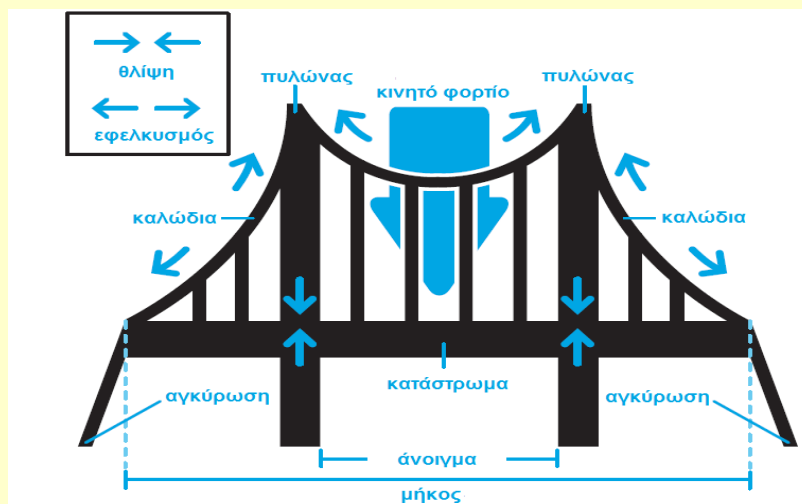 θλίψη
εφελκυσμός
πυλώνας
κινητό φορτίο
πυλώνας
καλώδια
καλώδια
κατάστρωμα
αγκύρωση
αγκύρωση
άνοιγμα
μήκος